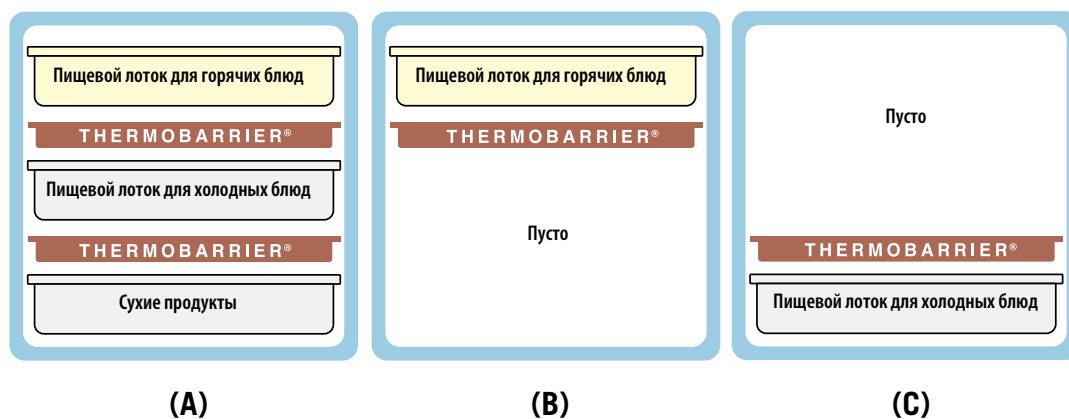 Пищевой лоток для горячих блюд
THERMOBARRIER®
Пищевой лоток для холодных блюд
THERMOBARRIER®
Сухие продукты
(A)
Пищевой лоток для горячих блюд
THERMOBARRIER®
Пусто
(B)
Пусто
THERMOBARRIER®
Пищевой лоток для холодных блюд
(C)